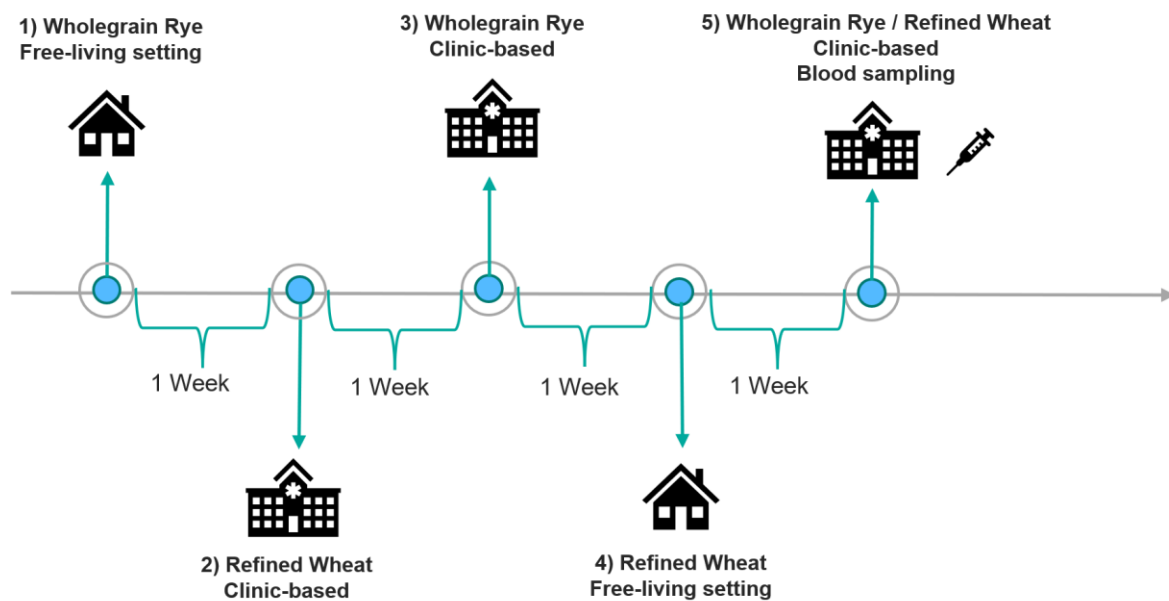 1) Wholegrain Rye
Free-living setting
3) Wholegrain Rye
Clinic-based
5) Wholegrain Rye / Refined Wheat
Clinic-based
Blood sampling
1 Week
1 Week
1 Week
1 Week
2) Refined Wheat
Clinic-based
4) Refined Wheat
Free-living setting